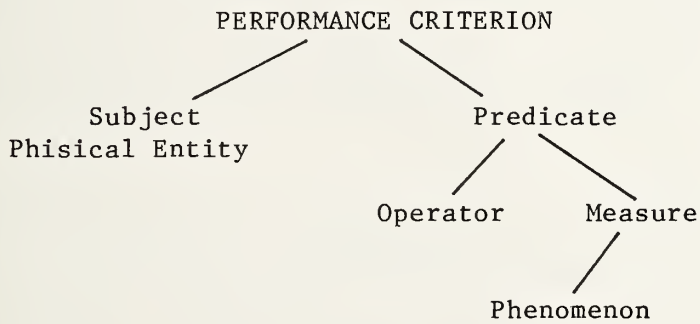 PERFORMANCE CRITERION
Subject Predicate
Phisical Entity
Operator Measure
Phenomenon